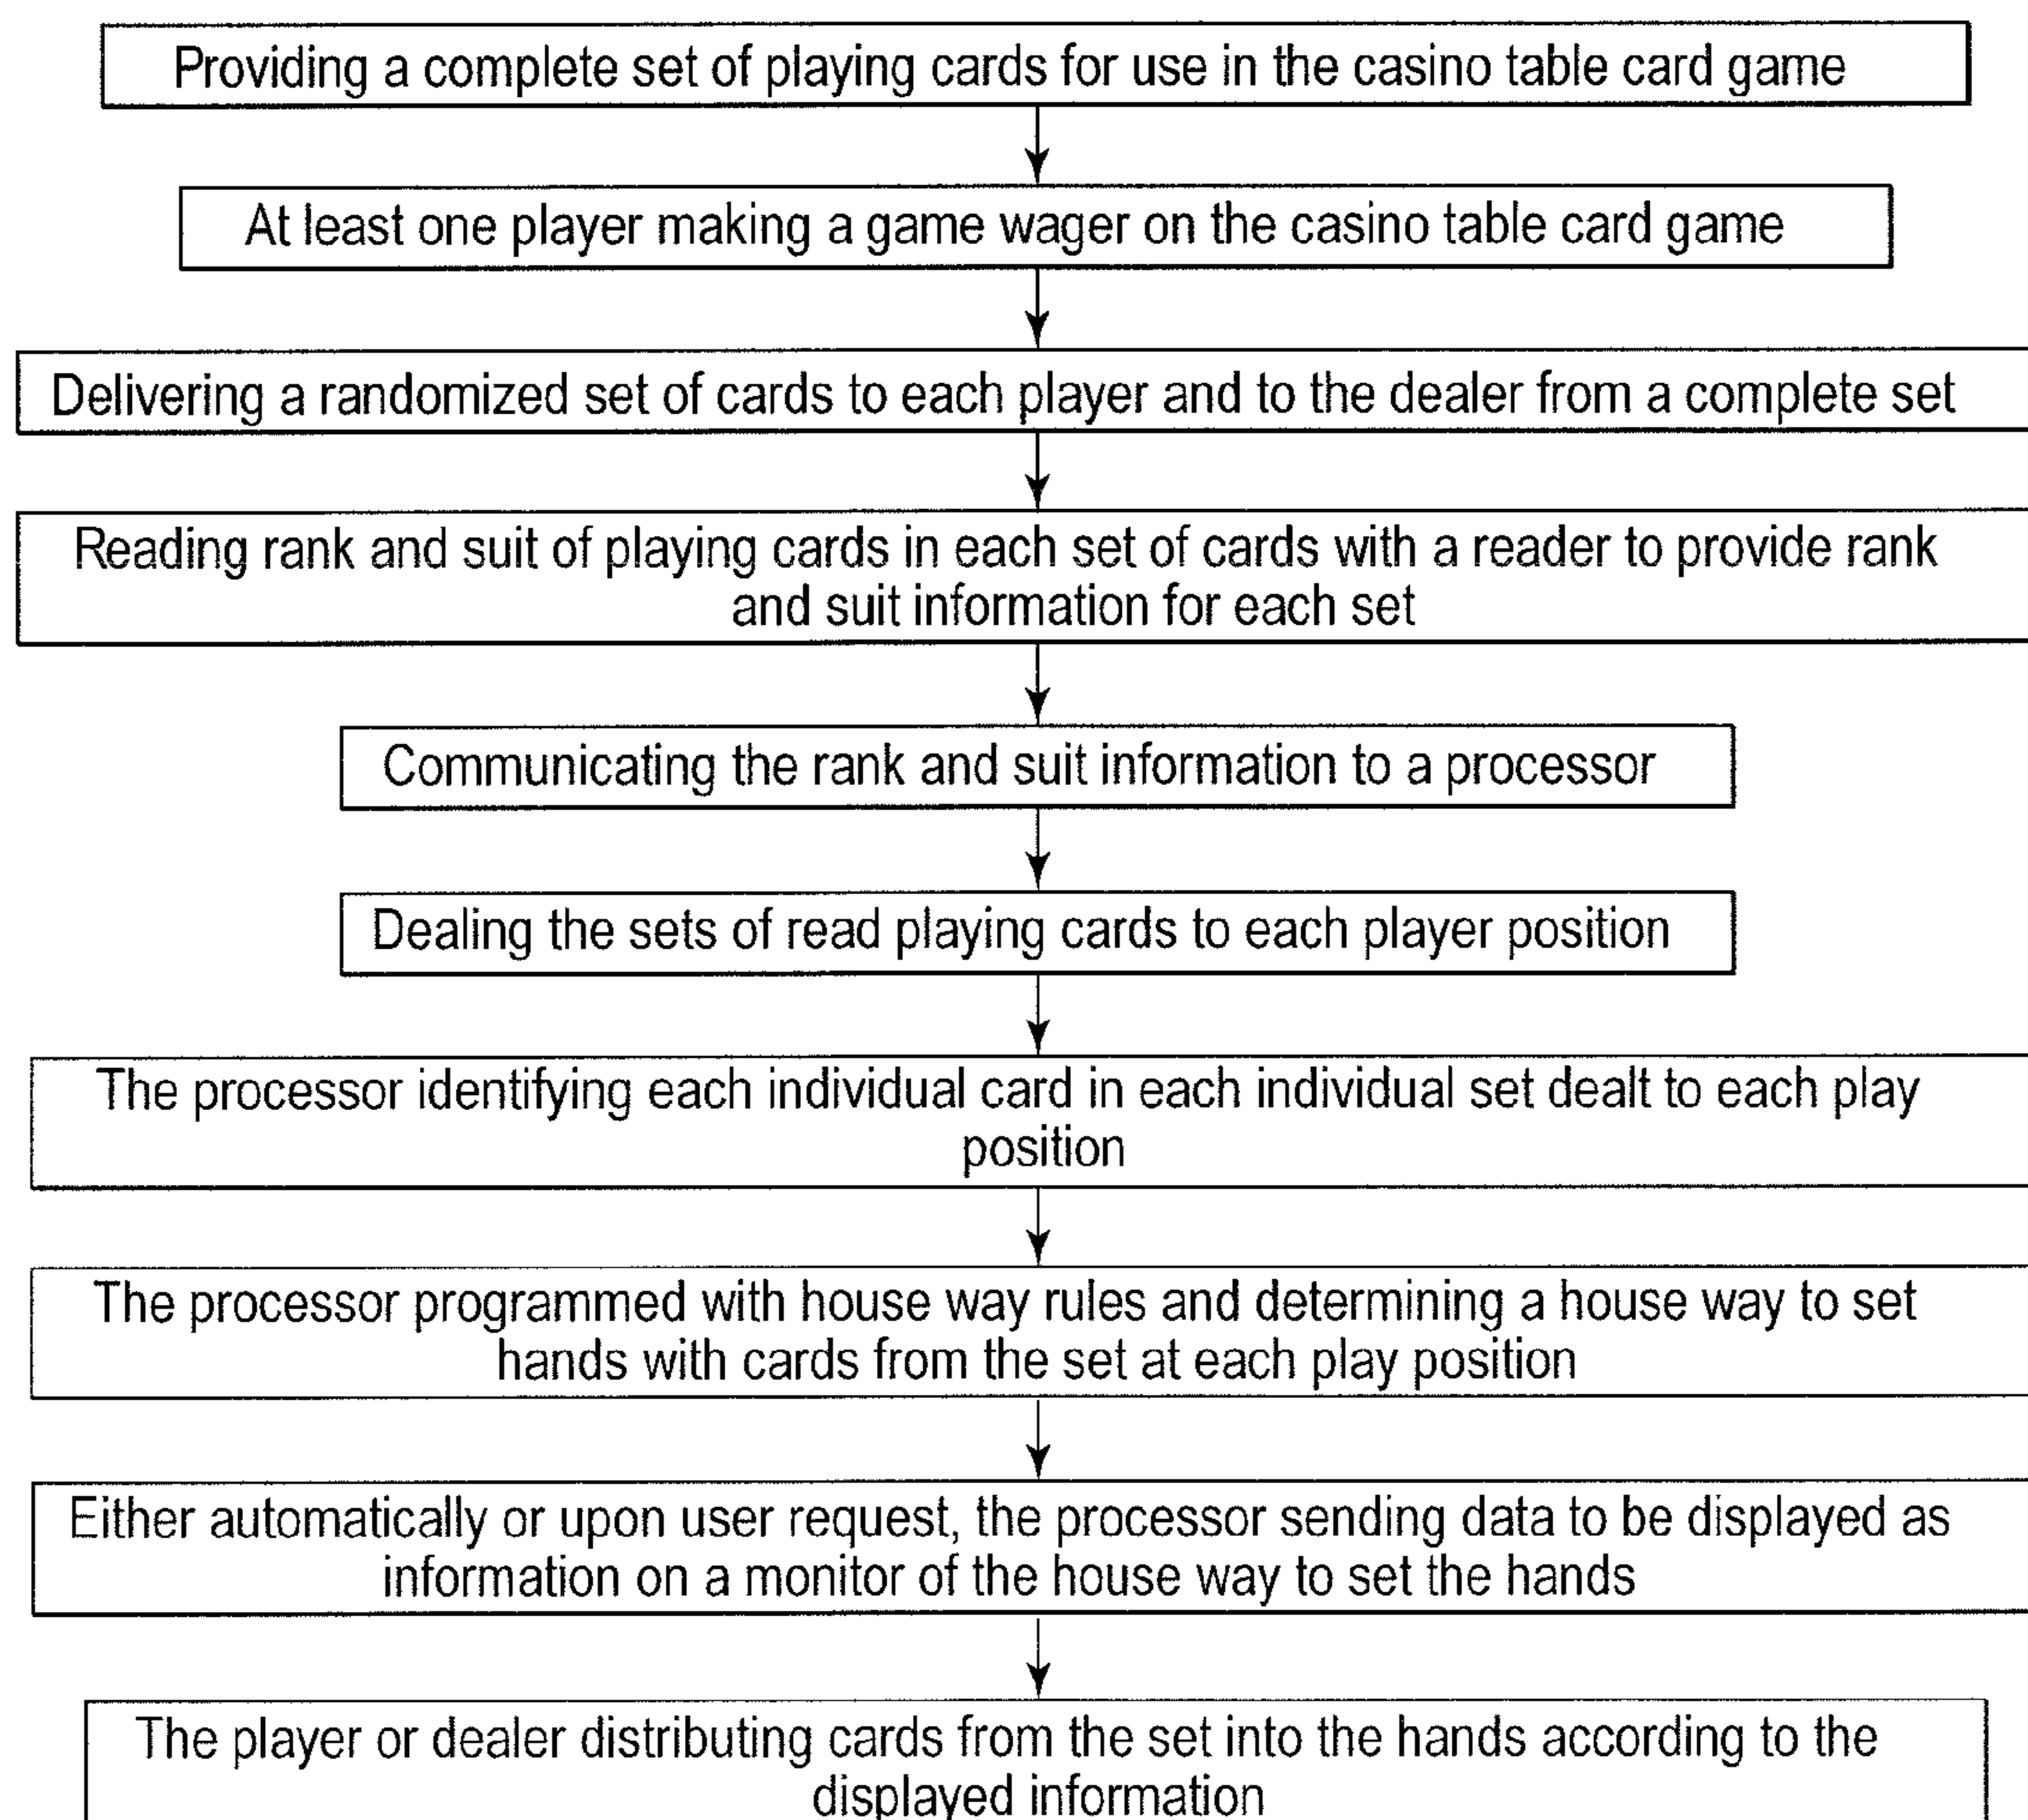 Providing a complete set of playing cards for use in the casino table card game
At least one player making a game wager on the casino table card game
Delivering a randomized set of cards to each player and to the dealer from a complete set
Reading rank and suit of playing cards in each set of cards with a reader to provide rank
and suit information for each set
Communicating the rank and suit information to a processor
Dealing the sets of read playing cards to each player position
The processor identifying each individual card in each individual set dealt to each play
position
The processor programmed with house way rules and determining a house way to set
hands with cards from the set at each play position
Either automatically or upon user request, the processor sending data to be displayed as
information on a monitor of the house way to set the hands
The player or dealer distributing cards from the set into the hands according to the
displayed information